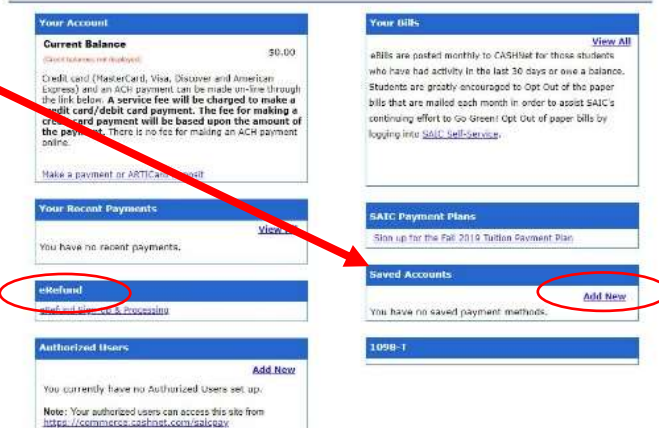 Your Account
Current Balance
$0.00
(Credit balances not displayed)
Credit card (MasterCard, Visa, Discover and American
Express) and an ACH payment can be made on-line through
the link below. A service fee will be charged to make a
credit card/debit card payment. The fee for making a
credit card payment will be based upon the amount of
the payment. There is no fee for making an ACH payment
online.
Make a payment or ARTICard deposit
Your Recent Payments
View All
You have no recent payments.
eRefund
eRefund Sign-Up & Processing
Authorized Users
Add New
You currently have no Authorized Users set up.
Note: Your authorized users can access this site from
https://commerce.cashnet.com/saicpay
Your Bills
View All
eBills are posted monthly to CASHNet for those students
who have had activity in the last 30 days or owe a balance.
Students are greatly encouraged to Opt Out of the paper
bills that are mailed each month in order to assist SAIC's
continuing effort to Go Green! Opt Out of paper bills by
logging into SAIC Self-Service.
SAIC Payment Plans
Sign up for the Fall 2019 Tuition Payment Plan
Saved Accounts
Add New
You have no saved payment methods.
1098-T